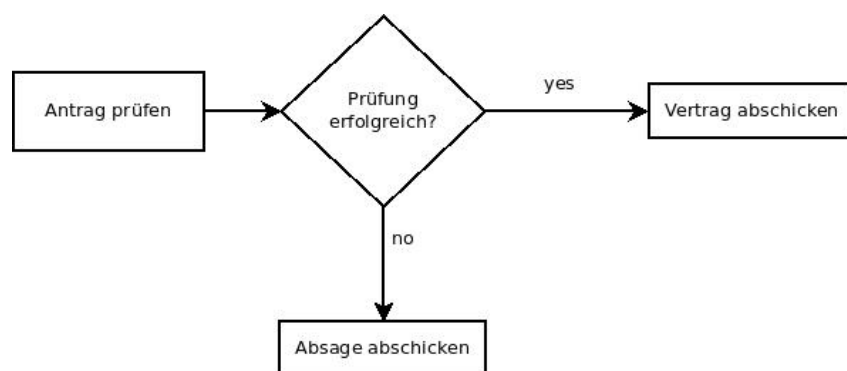 Antrag prüfen
Prüfung
erfolgreich?
yes
Vertrag abschicken
no
Absage abschicken